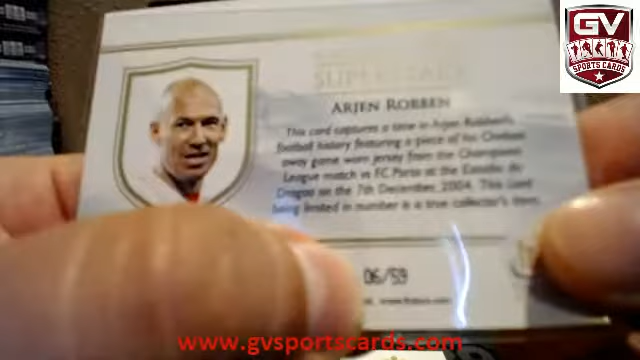 GV
SPORTS CARDS
SUPERSTAR
ARJEN ROBBEN
This card captures a time in Arjen Robben's
football history featuring a piece of his Chelsea
away game worn jersey from the Champions
League match vs FC Porto at the Estadio do
Dragao on the 7th December, 2004. This card
being limited in number is a true collector's item.
06/59
www.gvsportscards.com